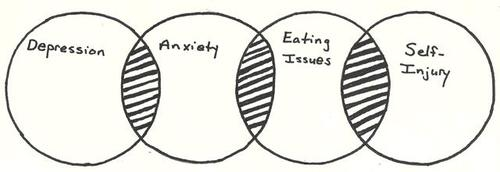 Depression
Anxiety
Eating
Issues
Self-
Injury